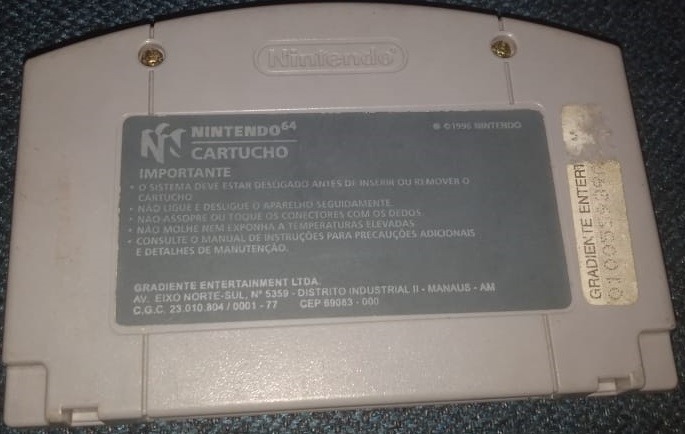 Nintendo
NINTENDO 64
® ©1996 NINTENDO
CARTUCHO
IMPORTANTE
• O SISTEMA DEVE ESTAR DESLIGADO ANTES DE INSERIR OU REMOVER O
CARTUCHO
• NÃO LIGUE E DESLIGUE O APARELHO SEGUIDAMENTE.
• NÃO ASSOPRE OU TOQUE OS CONECTORES COM OS DEDOS.
• NÃO MOLHE NEM EXPONHA A TEMPERATURAS ELEVADAS.
• CONSULTE O MANUAL DE INSTRUÇÕES PARA PRECAUÇÕES ADICIONAIS
E DETALHES DE MANUTENÇÃO.
GRADIENTE ENTERTAINMENT LTDA.
AV. EIXO NORTE-SUL, N° 5359 - DISTRITO INDUSTRIAL II - MANAUS - AM
C.G.C. 23.010.804 / 0001 - 77 CEP 69083 - 000
GRADIENTE ENTERT